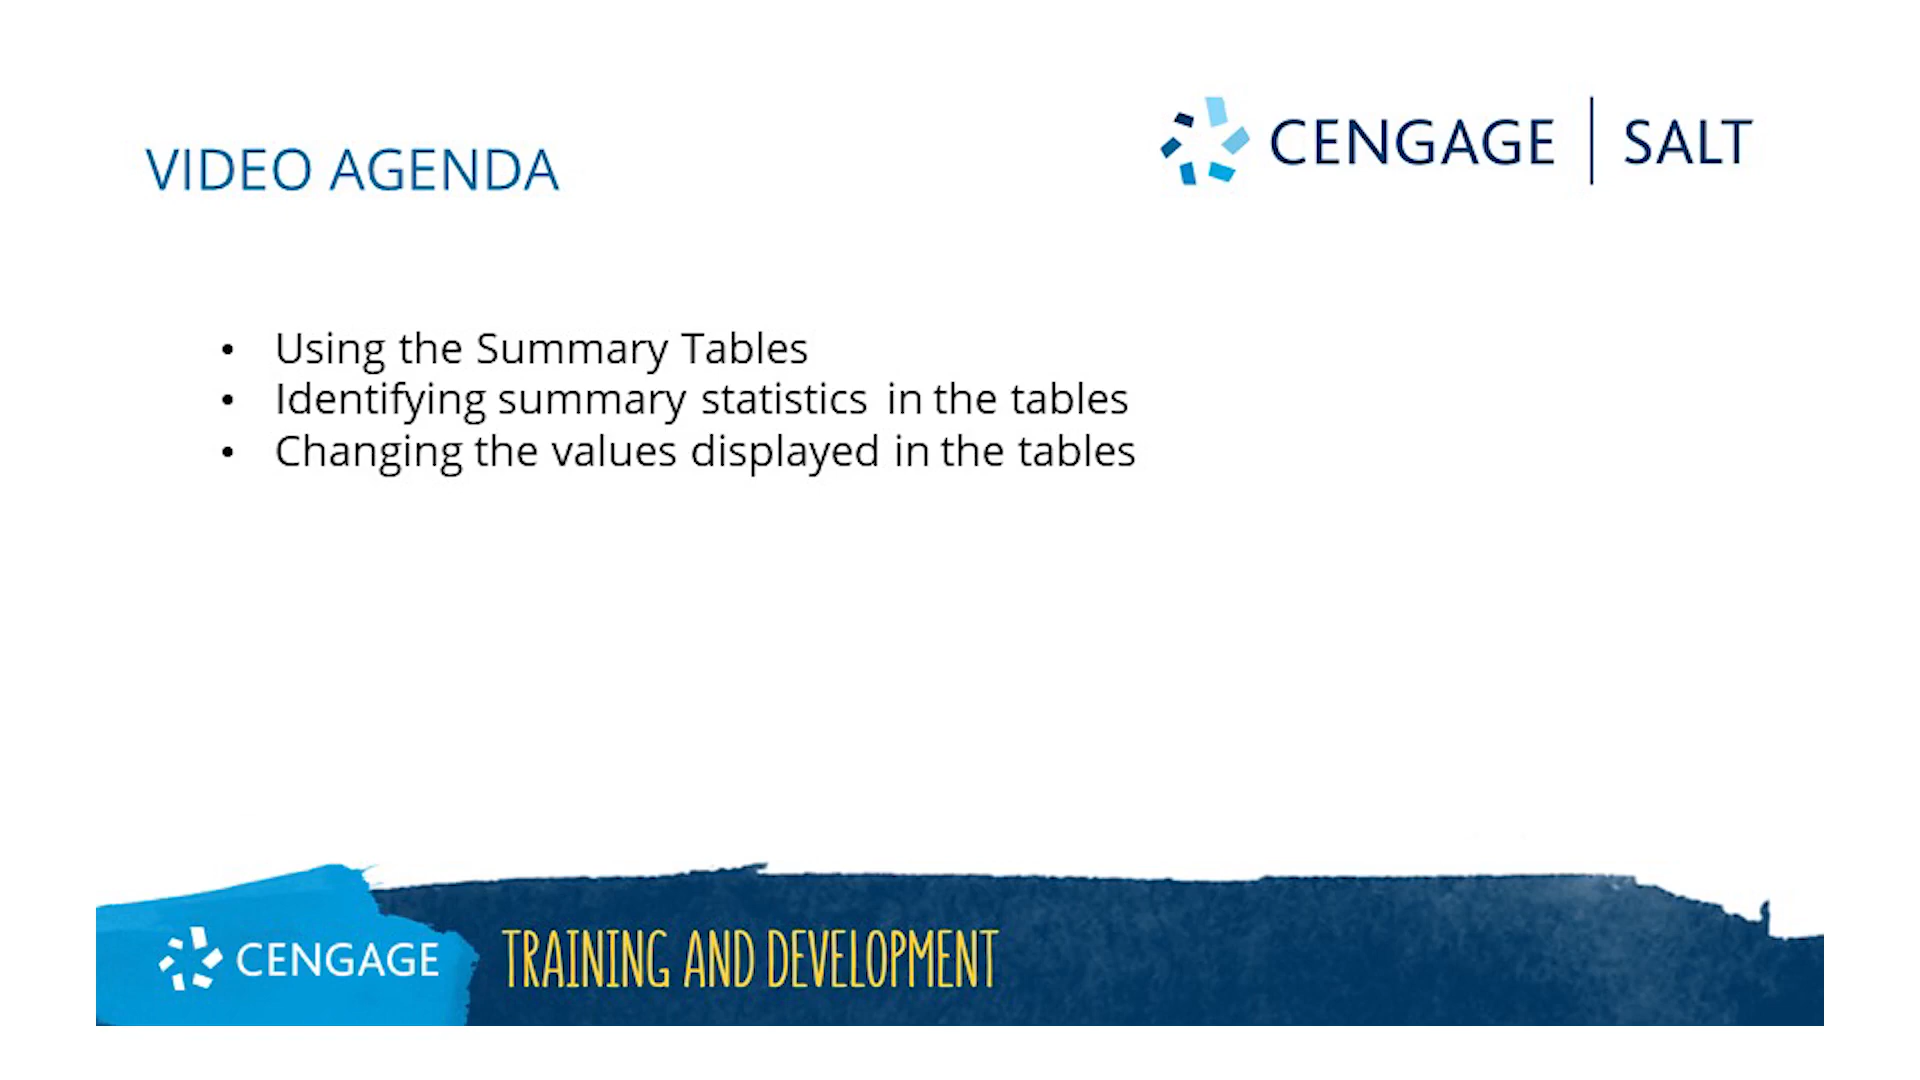 VIDEO AGENDA
CENGAGE | SALT
• Using the Summary Tables
• Identifying summary statistics in the tables
• Changing the values displayed in the tables
CENGAGE TRAINING AND DEVELOPMENT